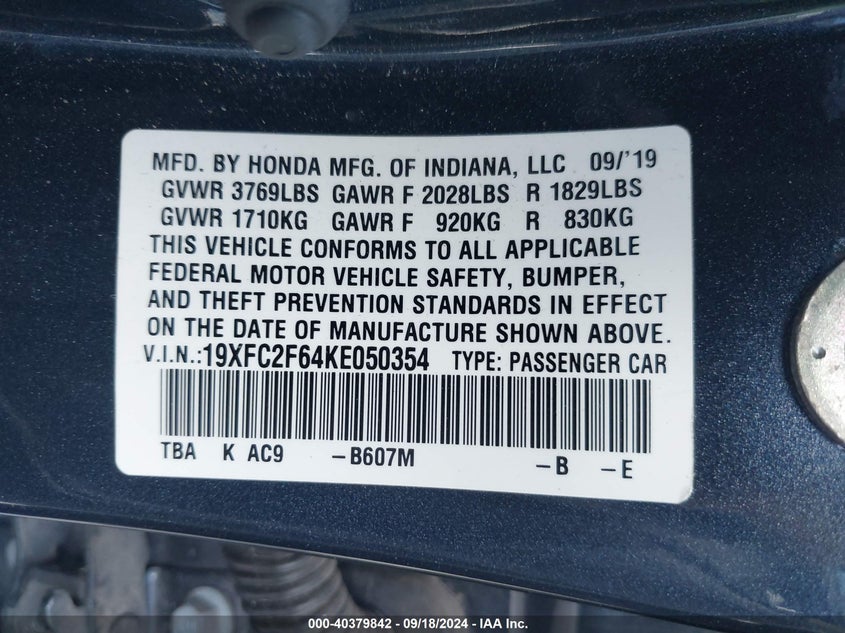 MFD. BY HONDA MFG. OF INDIANA, LLC 09/'19
GVWR 3769LBS GAWR F 2028LBS R 1829LBS
GVWR 1710KG GAWR F 920KG R 830KG
THIS VEHICLE CONFORMS TO ALL APPLICABLE
FEDERAL MOTOR VEHICLE SAFETY, BUMPER,
AND THEFT PREVENTION STANDARDS IN EFFECT
ON THE DATE OF MANUFACTURE SHOWN ABOVE.
V.I.N.:19XFC2F64KE050354 TYPE: PASSENGER CAR
TBA K AC9 -B607M -B -E
000-40379842 - 09/18/2024 - IAA Inc.